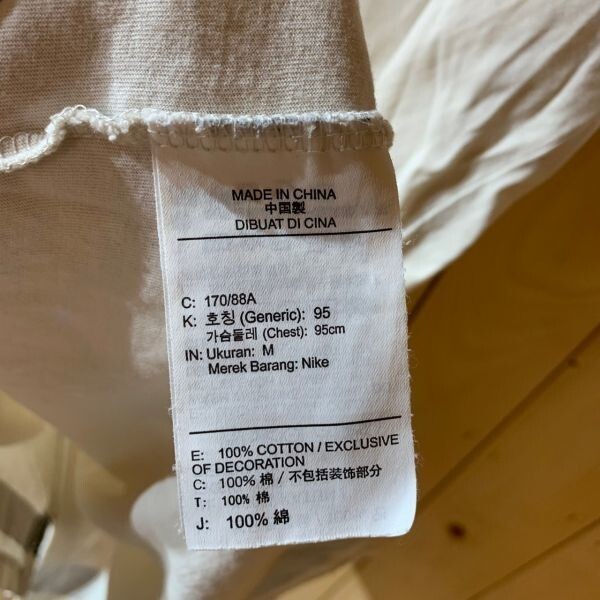 MADE IN CHINA
中国製
DIBUAT DI CINA
C: 170/88A
K: 호칭 (Generic): 95
가슴둘레 (Chest): 95cm
IN: Ukuran: M
Merek Barang: Nike
E: 100% COTTON / EXCLUSIVE
OF DECORATION
C: 100% 棉 / 不包括装饰部分
T: 100% 棉
J: 100% 綿